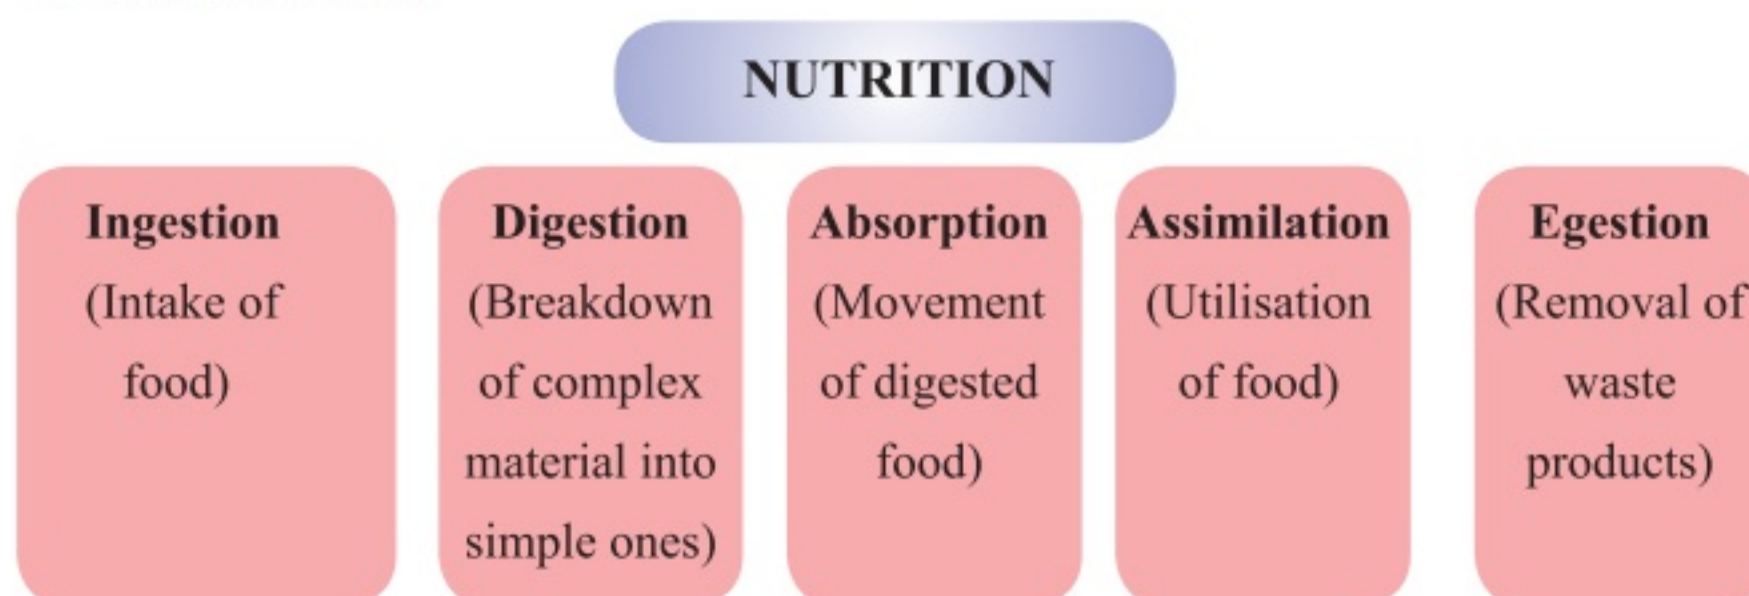 NUTRITION
Ingestion
(Intake of
food)
Digestion
(Breakdown
of complex
material into
simple ones)
Absorption
(Movement
of digested
food)
Assimilation
(Utilisation
of food)
Egestion
(Removal of
waste
products)